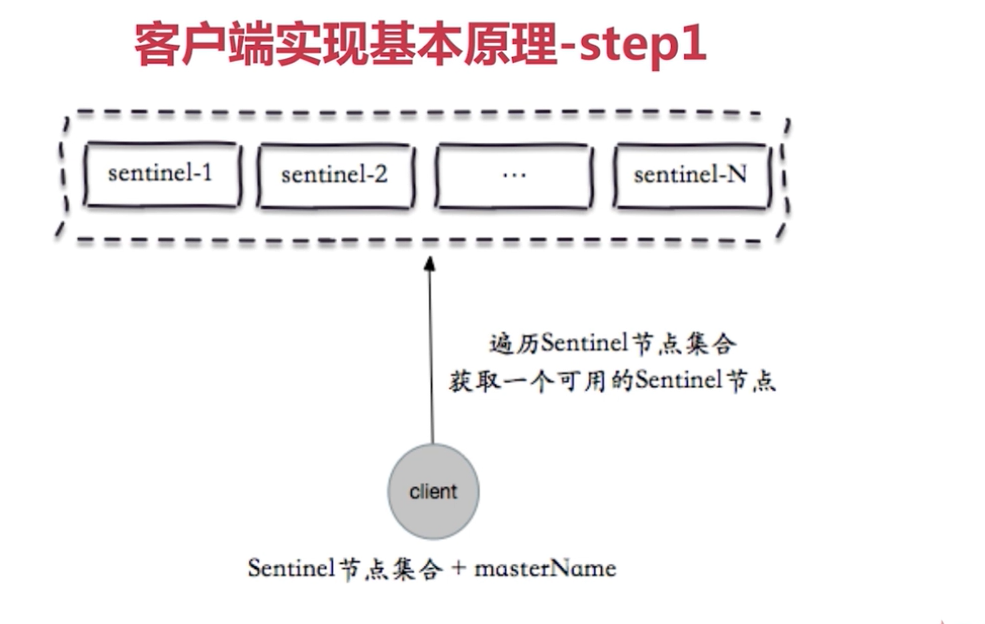 客户端实现基本原理-step1
sentinel-1
sentinel-2
...
sentinel-N
遍历Sentinel节点集合
获取一个可用的Sentinel节点
client
Sentinel节点集合 + masterName